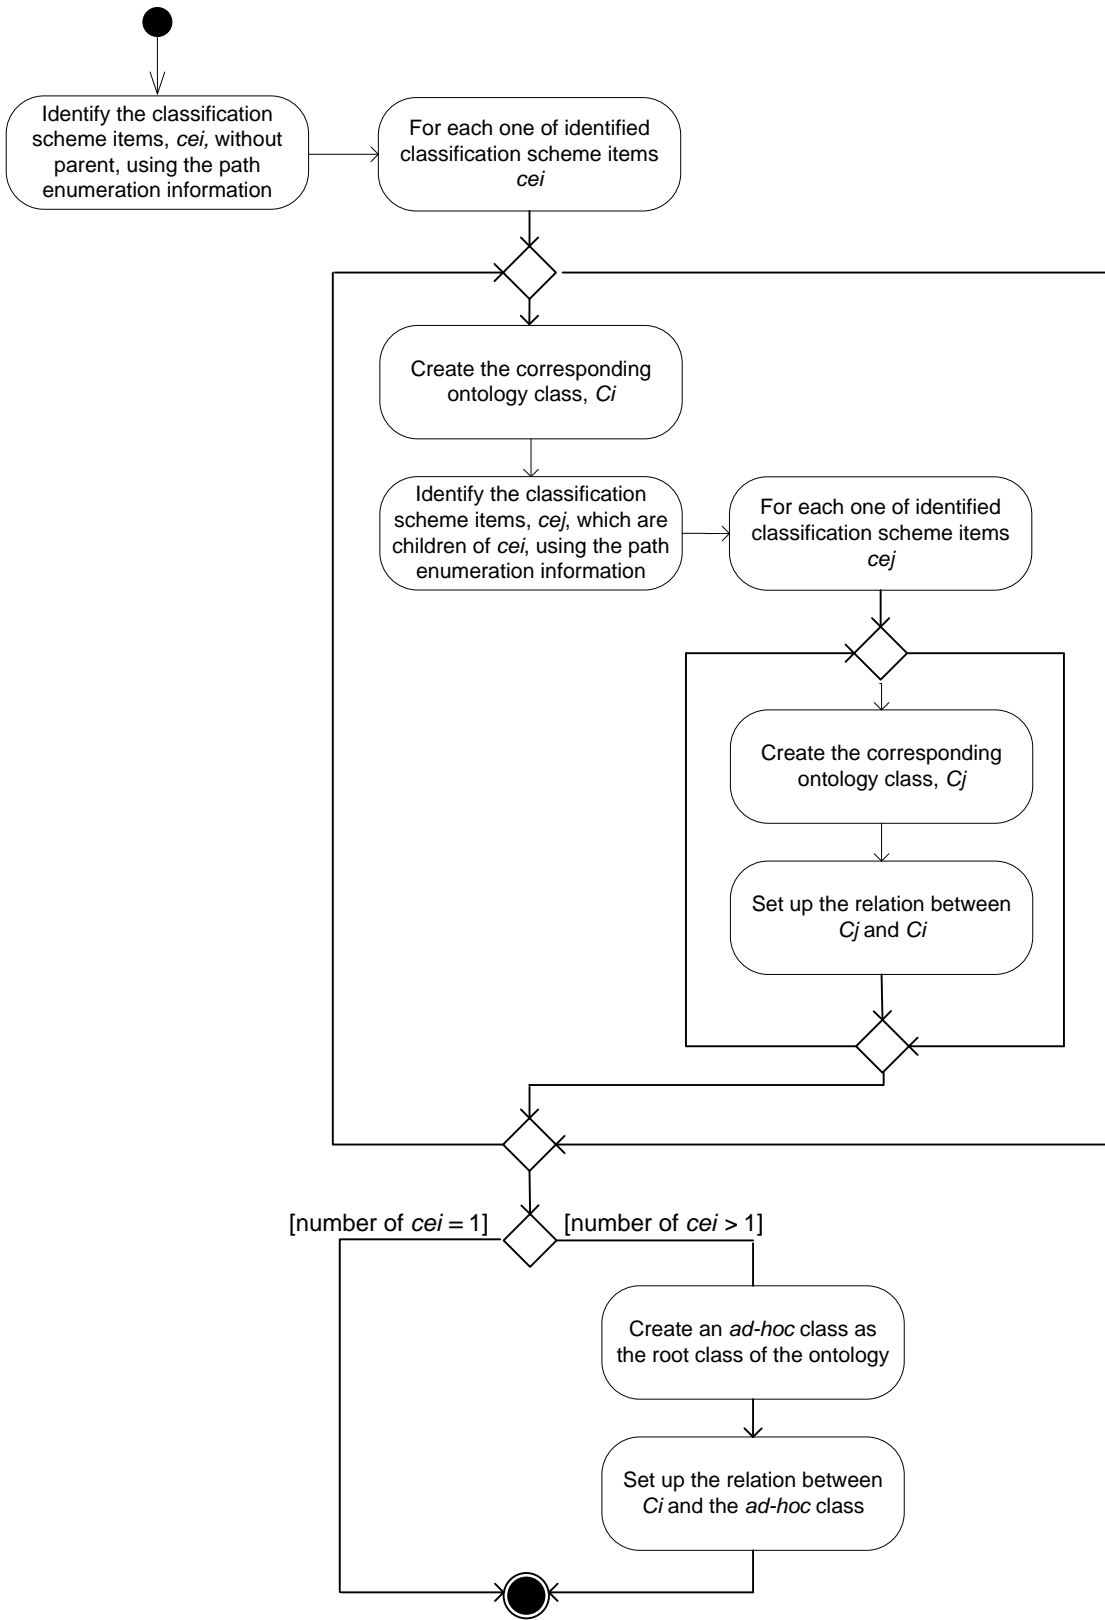 Identify the classification
scheme items, cei, without
parent, using the path
enumeration information
For each one of identified
classification scheme items
cei
Create the corresponding
ontology class, Ci
Identify the classification
scheme items, cej, which are
children of cei, using the path
enumeration information
For each one of identified
classification scheme items
cej
Create the corresponding
ontology class, Cj
Set up the relation between
Cj and Ci
[number of cei = 1]
[number of cei > 1]
Create an ad-hoc class as
the root class of the ontology
Set up the relation between
Ci and the ad-hoc class